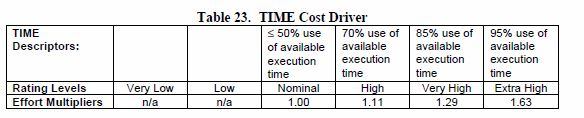 Table 23. TIME Cost Driver
TIME Descriptors: ≤ 50% use of available execution time 70% use of available execution time 85% use of available execution time 95% use of available execution time
Rating Levels Very Low Low Nominal High Very High Extra High
Effort Multipliers n/a n/a 1.00 1.11 1.29 1.63